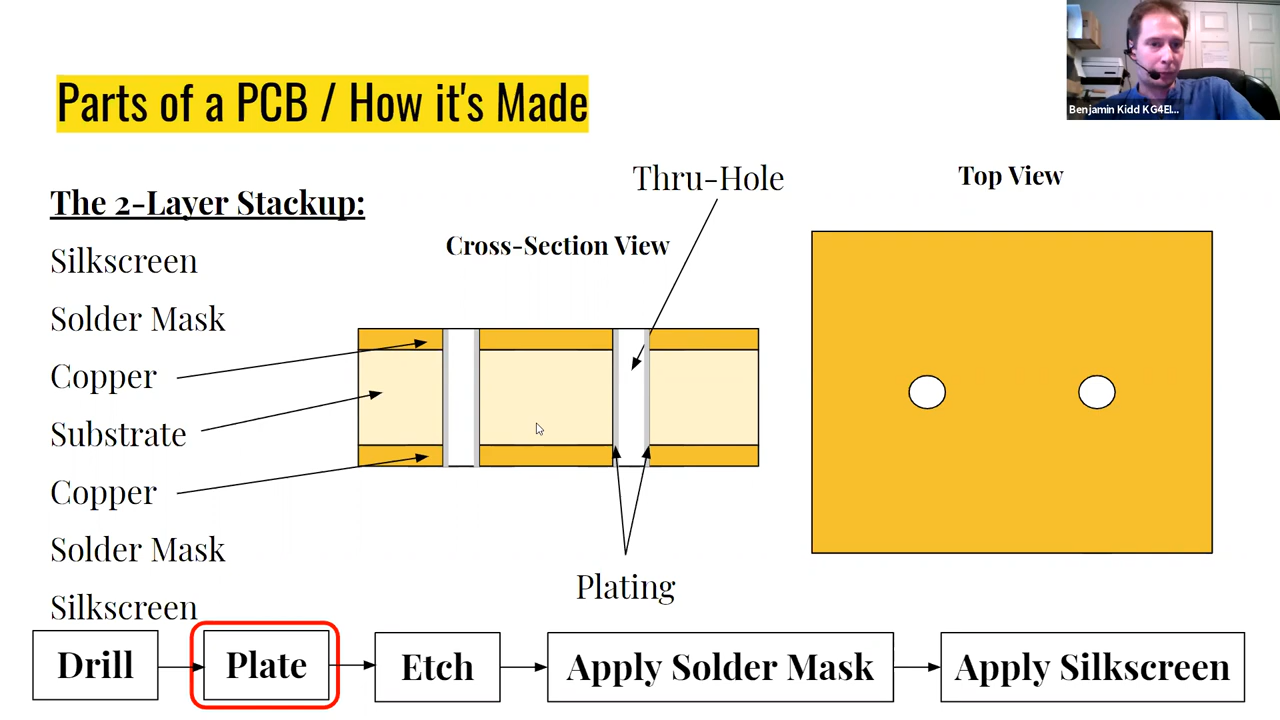 Parts of a PCB / How it's Made
Benjamin Kidd KG4EI...
The 2-Layer Stackup:
Silkscreen
Solder Mask
Copper
Substrate
Copper
Solder Mask
Silkscreen
Cross-Section View
Thru-Hole
Plating
Top View
Drill
Plate
Etch
Apply Solder Mask
Apply Silkscreen